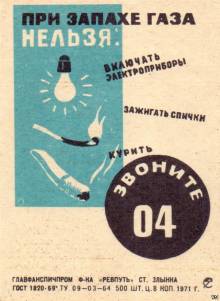 ПРИ ЗАПАХЕ ГАЗА
НЕЛЬЗЯ:
ВКЛЮЧАТЬ
ЭЛЕКТРОПРИБОРЫ
ЗАЖИГАТЬ СПИЧКИ
КУРИТЬ
ЗВОНИТЕ
04
ГЛАВФАНСПИЧПРОМ Ф-КА «РЕВПУТЬ» СТ. ЗЛЫНКА
ГОСТ 1820-69* ТУ 09-03-64 500 ШТ. Ц. 8 КОП. 1971 Г.